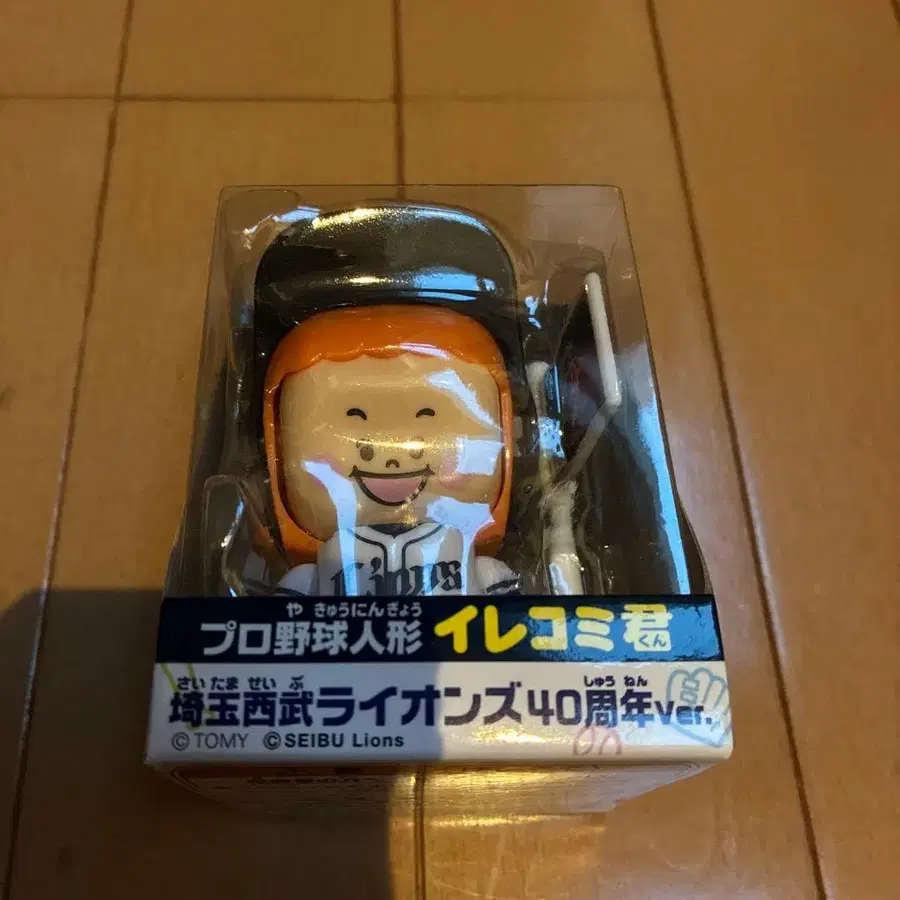 Lions
や きゅうにんぎょう
プロ野球人形 イレコミ君
くん
さいたま せいぶ しゅうねん
埼玉西武ライオンズ40周年Ver.
©TOMY ©SEIBU Lions